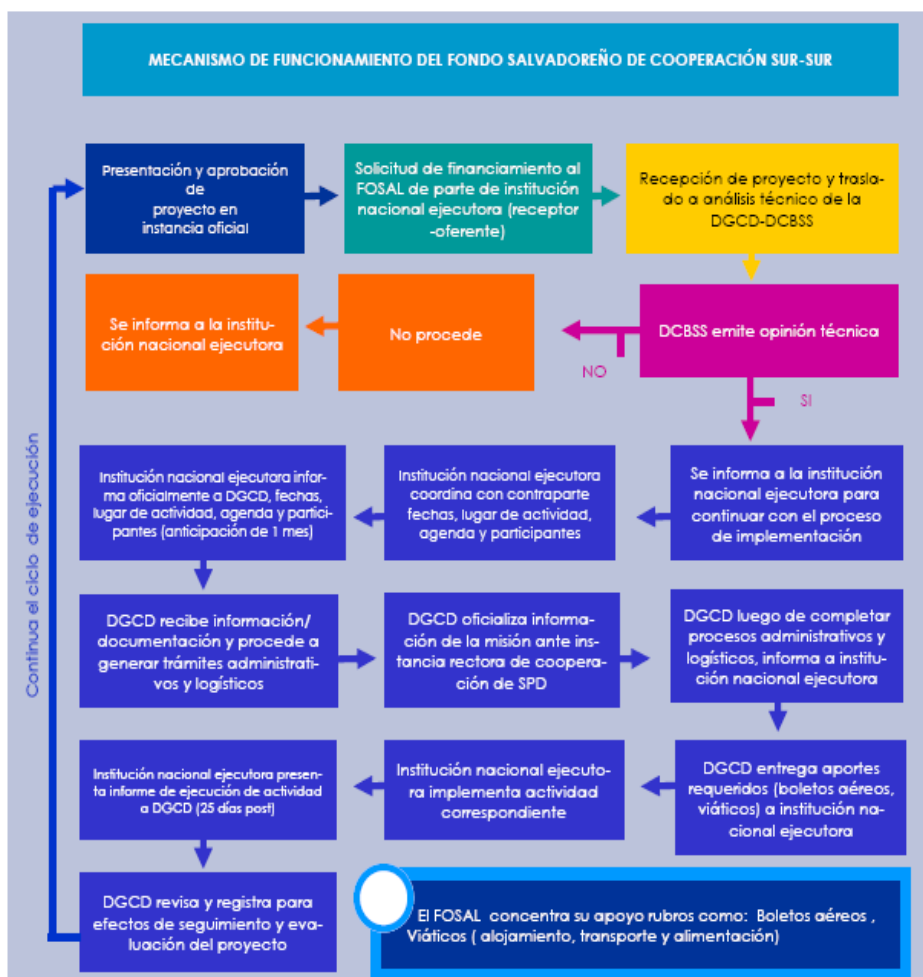 MECANISMO DE FUNCIONAMIENTO DEL FONDO SALVADOREÑO DE COOPERACIÓN SUR-SUR
Presentación y aprobación
de
proyecto en
instancia oficial
Solicitud de financiamiento al
FOSAL de parte de institución
nacional ejecutora (receptor
-oferente)
Recepción de proyecto y trasla-
do a análisis técnico de la
DGCD-DCBSS
Se informa a la institu-
ción nacional ejecutora
No procede
DCBSS emite opinión técnica
NO
SI
Institución nacional ejecutora infor-
ma oficialmente a DGCD, fechas,
lugar de actividad, agenda y partici-
pantes (anticipación de 1 mes)
Institución nacional ejecutora
coordina con contraparte
fechas, lugar de actividad,
agenda y participantes
Se informa a la institución
nacional ejecutora para
continuar con el proceso
de implementación
DGCD recibe información/
documentación y procede a
generar trámites administrati-
vos y logísticos
DGCD oficializa informa-
ción de la misión ante ins-
tancia rectora de coopera-
ción de SPD
DGCD luego de completar
procesos administrativos y
logísticos, informa a institu-
ción nacional ejecutora
Institución nacional ejecutora presen-
ta informe de ejecución de actividad
a DGCD (25 días post)
Institución nacional ejecuto-
ra implementa actividad
correspondiente
DGCD entrega aportes
requeridos (boletos aéreos,
viáticos) a institución na-
cional ejecutora
DGCD revisa y registra para
efectos de seguimiento y eva-
luación del proyecto
El FOSAL concentra su apoyo rubros como: Boletos aéreos ,
Viáticos ( alojamiento, transporte y alimentación)
Continua el ciclo de ejecución